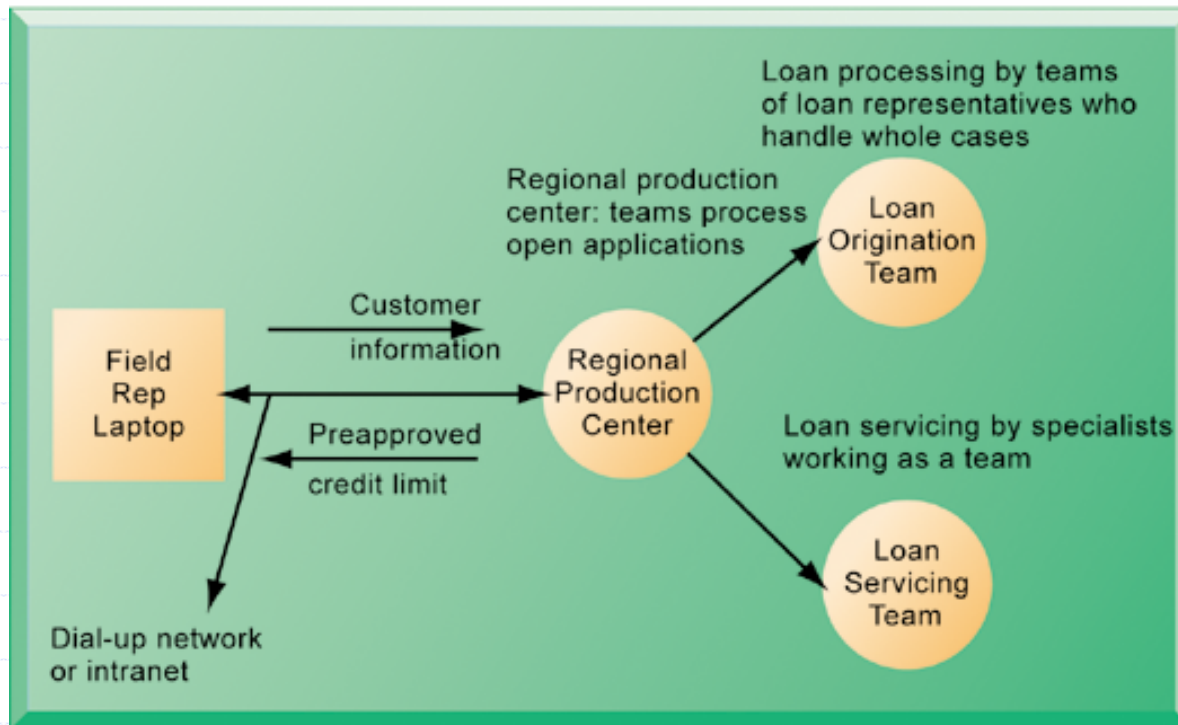 Loan processing by teams
of loan representatives who
handle whole cases
Regional production
center: teams process
open applications
Loan
Origination
Team
Customer
information
Field
Rep
Laptop
Regional
Production
Center
Preapproved
credit limit
Loan servicing by specialists
working as a team
Loan
Servicing
Team
Dial-up network
or intranet